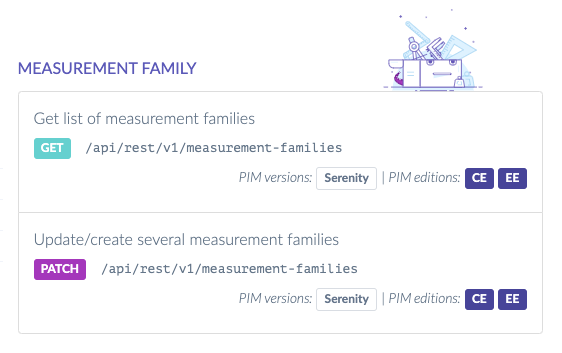 MEASUREMENT FAMILY
Get list of measurement families
GET /api/rest/v1/measurement-families
PIM versions: Serenity | PIM editions: CE EE
Update/create several measurement families
PATCH /api/rest/v1/measurement-families
PIM versions: Serenity | PIM editions: CE EE